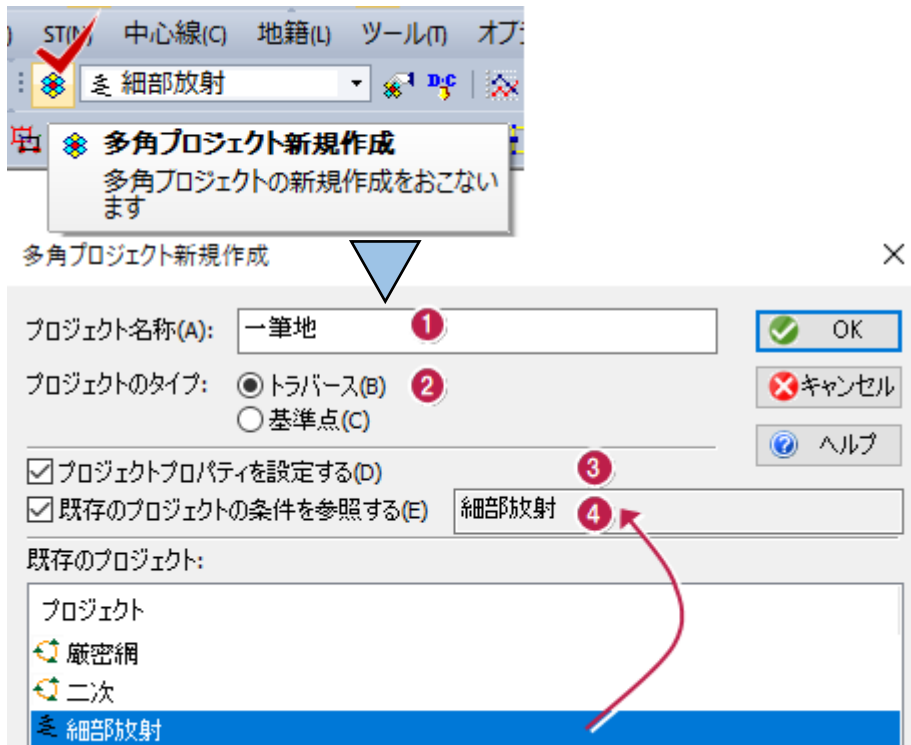 ) ST(N) 中心線(C) 地籍(L) ツール(T) オプ
細部放射
多角プロジェクト新規作成
多角プロジェクトの新規作成をおこない
ます
多角プロジェクト新規作成
プロジェクト名称(A): 一筆地 1 OK
プロジェクトのタイプ: トラバース(B) 2 キャンセル
基準点(C)
ヘルプ
プロジェクトプロパティを設定する(D) 3
既存のプロジェクトの条件を参照する(E) 細部放射 4
既存のプロジェクト:
プロジェクト
厳密網
二次
細部放射